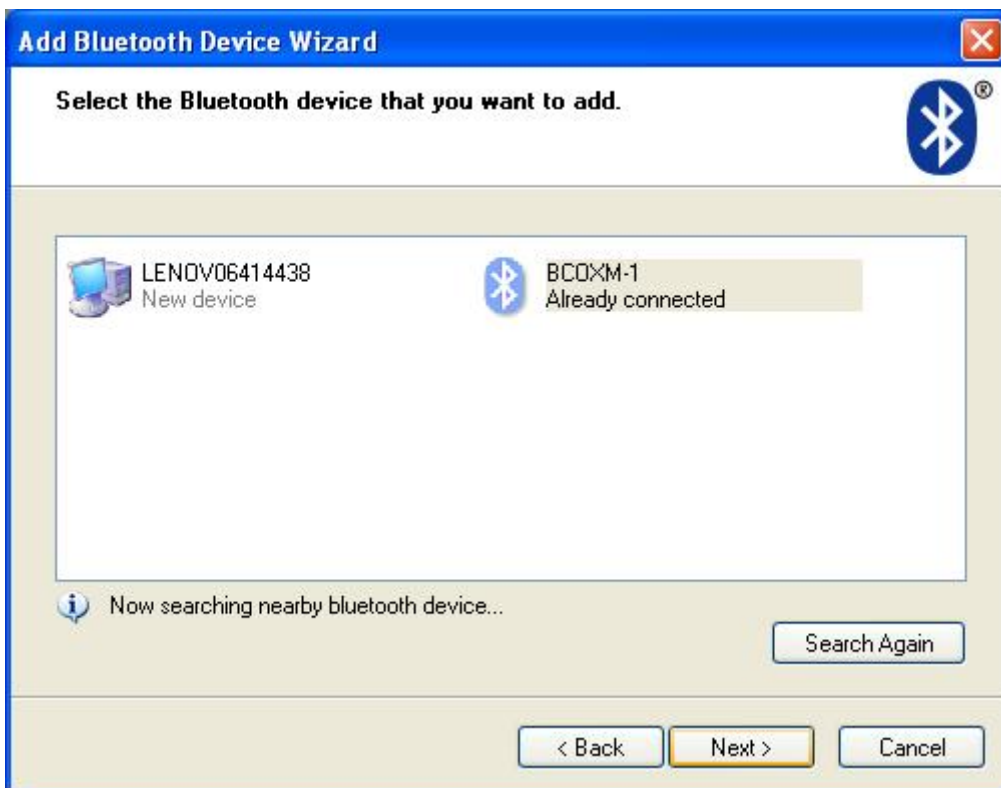 Add Bluetooth Device Wizard
Select the Bluetooth device that you want to add.
®
LENOV06414438
New device
BCOXM-1
Already connected
Now searching nearby bluetooth device...
Search Again
< Back
Next >
Cancel